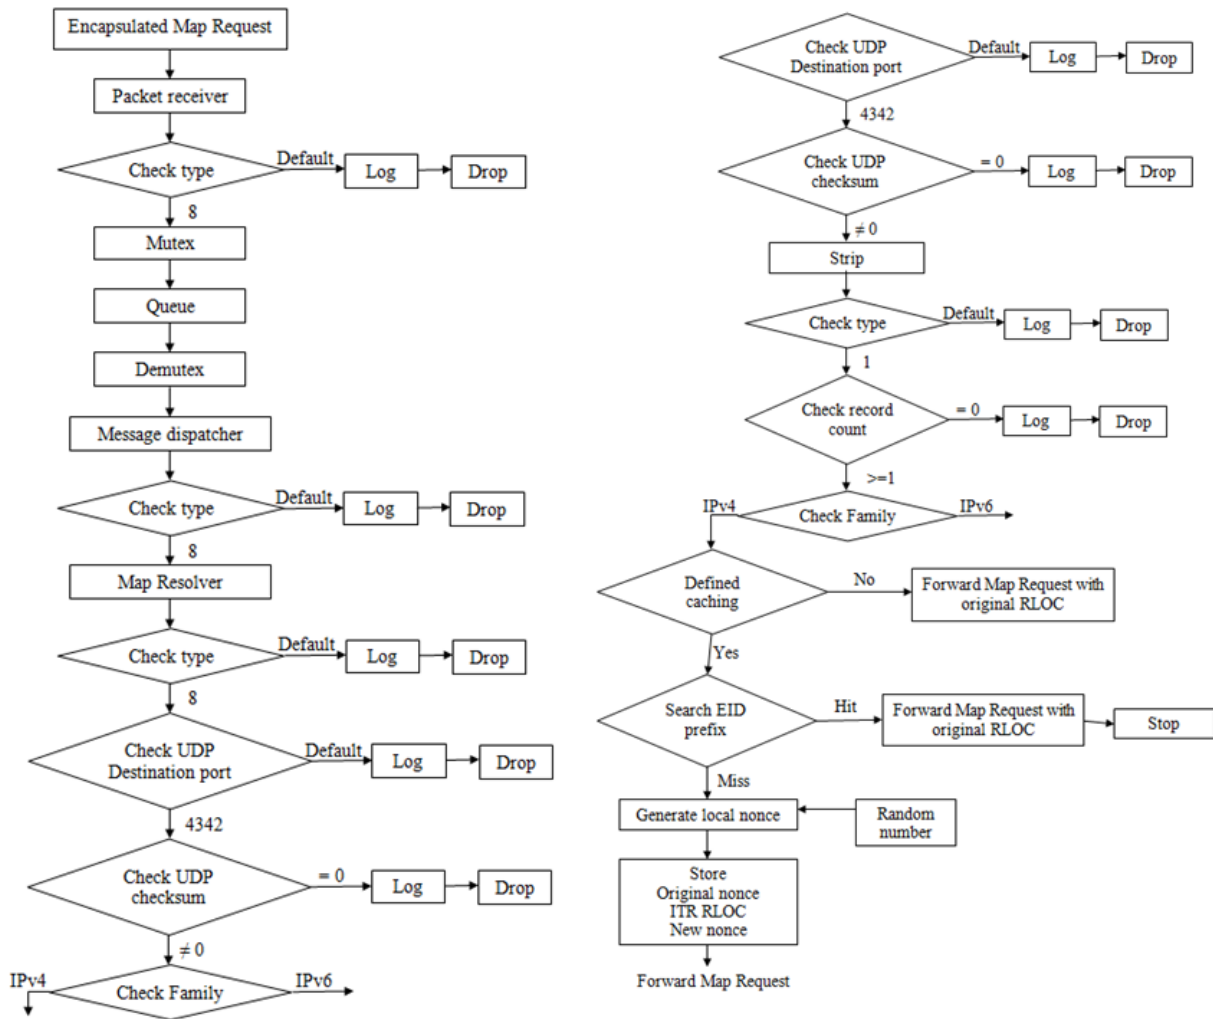 Encapsulated Map Request
Packet receiver
Check type
Default
Log
Drop
8
Mutex
Queue
Demutex
Message dispatcher
Check type
Default
Log
Drop
8
Map Resolver
Check type
Default
Log
Drop
8
Check UDP
Destination port
Default
Log
Drop
4342
Check UDP
checksum
= 0
Log
Drop
≠ 0
IPv4
Check Family
IPv6
Check UDP
Destination port
Default
Log
Drop
4342
Check UDP
checksum
= 0
Log
Drop
≠ 0
Strip
Check type
Default
Log
Drop
1
Check record
count
= 0
Log
Drop
>=1
IPv4
Check Family
IPv6
Defined
caching
No
Forward Map Request with
original RLOC
Yes
Search EID
prefix
Hit
Forward Map Request with
original RLOC
Stop
Miss
Generate local nonce
Random
number
Store
Original nonce
ITR RLOC
New nonce
Forward Map Request